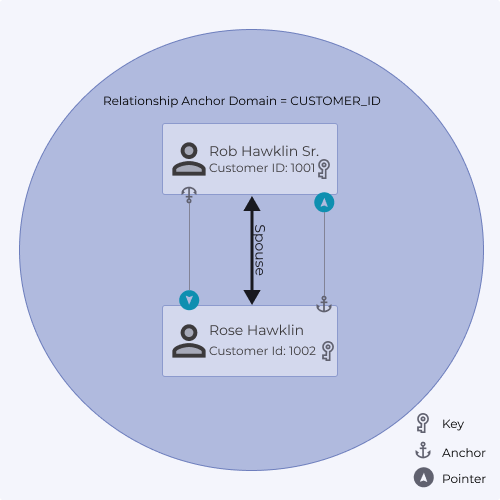 Relationship Anchor Domain = CUSTOMER_ID
Rob Hawklin Sr.
Customer ID: 1001
Spouse
Rose Hawklin
Customer Id: 1002
Key
Anchor
Pointer